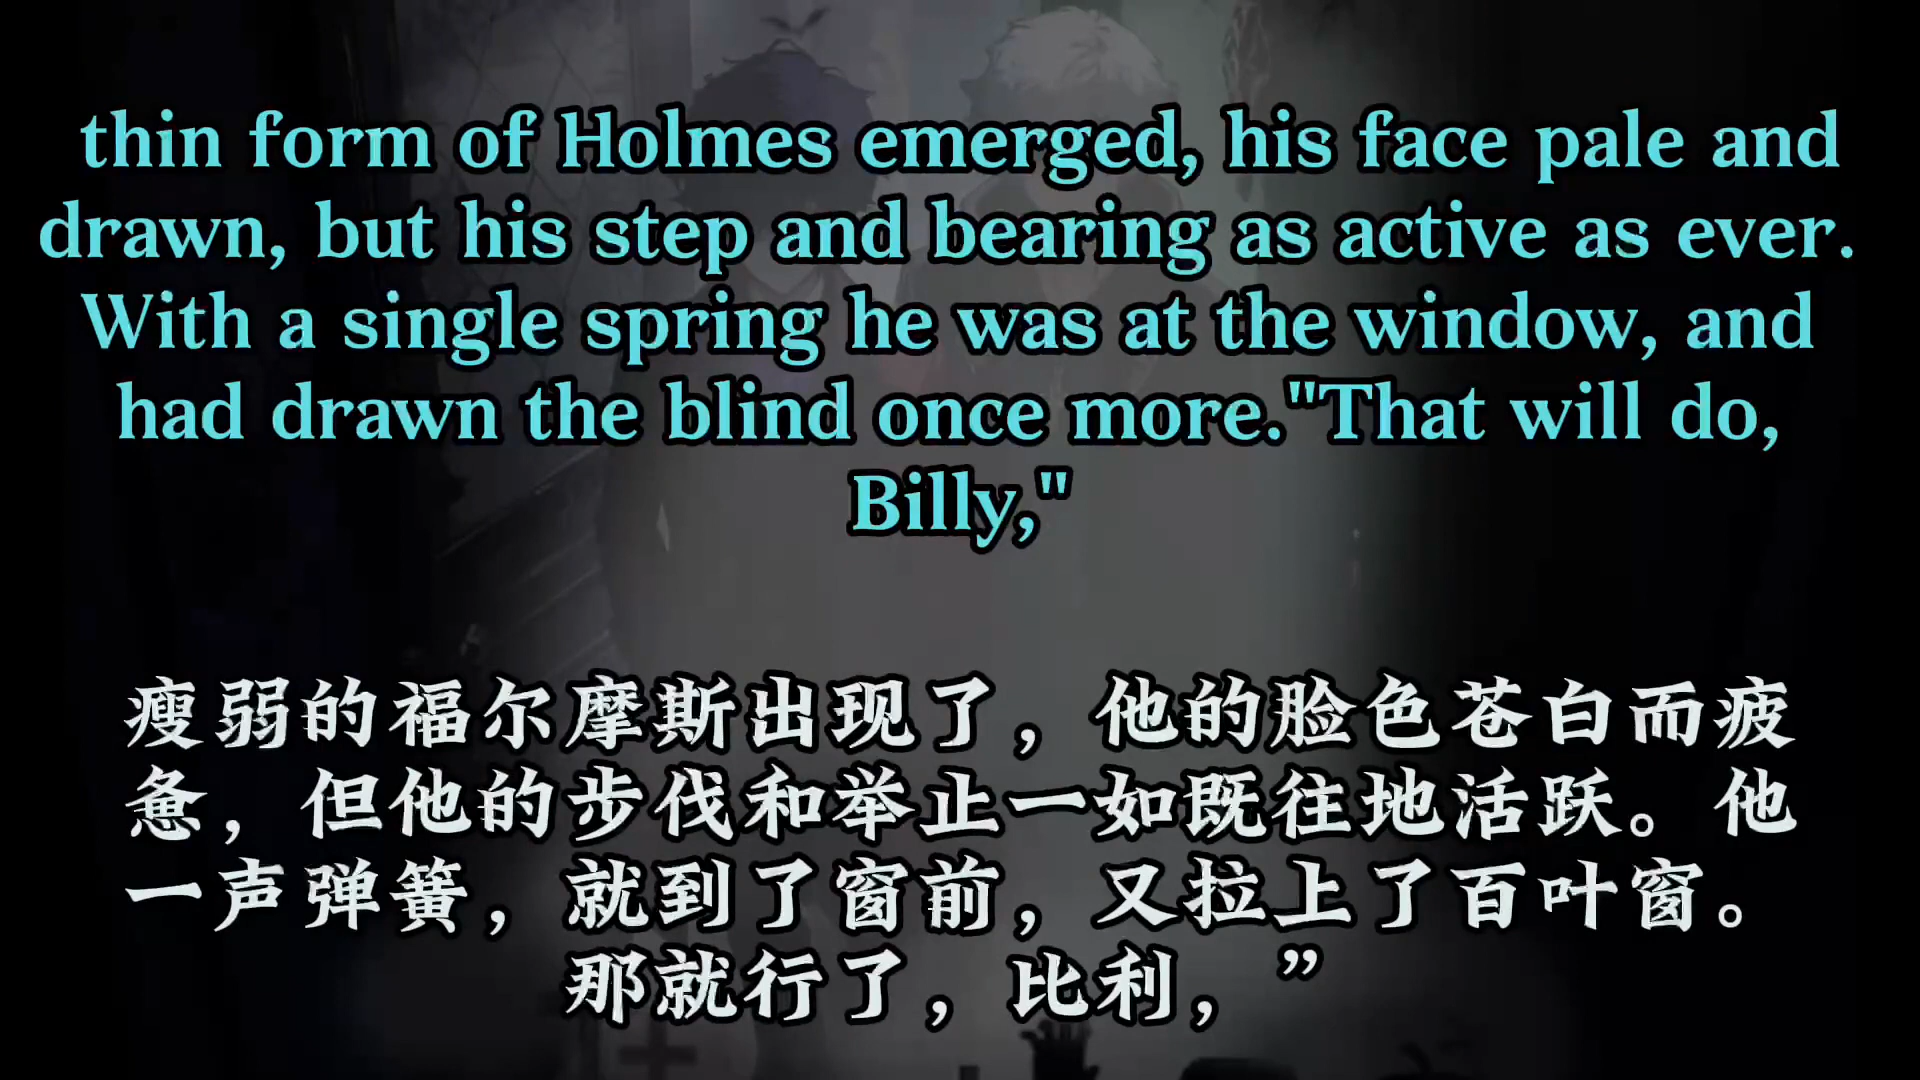 thin form of Holmes emerged, his face pale and
drawn, but his step and bearing as active as ever.
With a single spring he was at the window, and
had drawn the blind once more."That will do,
Billy,"
瘦弱的福尔摩斯出现了，他的脸色苍白而疲
惫，但他的步伐和举止一如既往地活跃。他
一声弹簧，就到了窗前，又拉上了百叶窗。
那就行了，比利，”